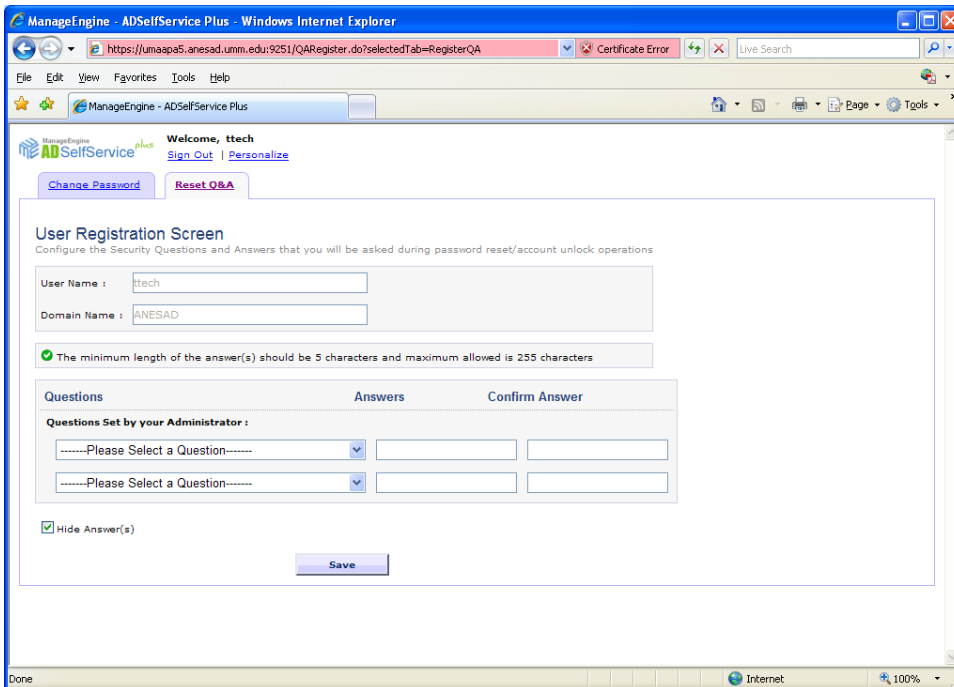 ManageEngine - ADSelfService Plus - Windows Internet Explorer
https://umaapa5.anesad.umm.edu:9251/QARegister.do?selectedTab=RegisterQA Certificate Error Live Search
File Edit View Favorites Tools Help
ManageEngine - ADSelfService Plus Page Tools
ManageEngine
ADSelfService plus
Welcome, ttech
Sign Out | Personalize
Change Password Reset Q&A
User Registration Screen
Configure the Security Questions and Answers that you will be asked during password reset/account unlock operations
User Name : ttech
Domain Name : ANESAD
The minimum length of the answer(s) should be 5 characters and maximum allowed is 255 characters
Questions Answers Confirm Answer
Questions Set by your Administrator :
-------Please Select a Question-------
-------Please Select a Question-------
Hide Answer(s)
Save
Done Internet 100%